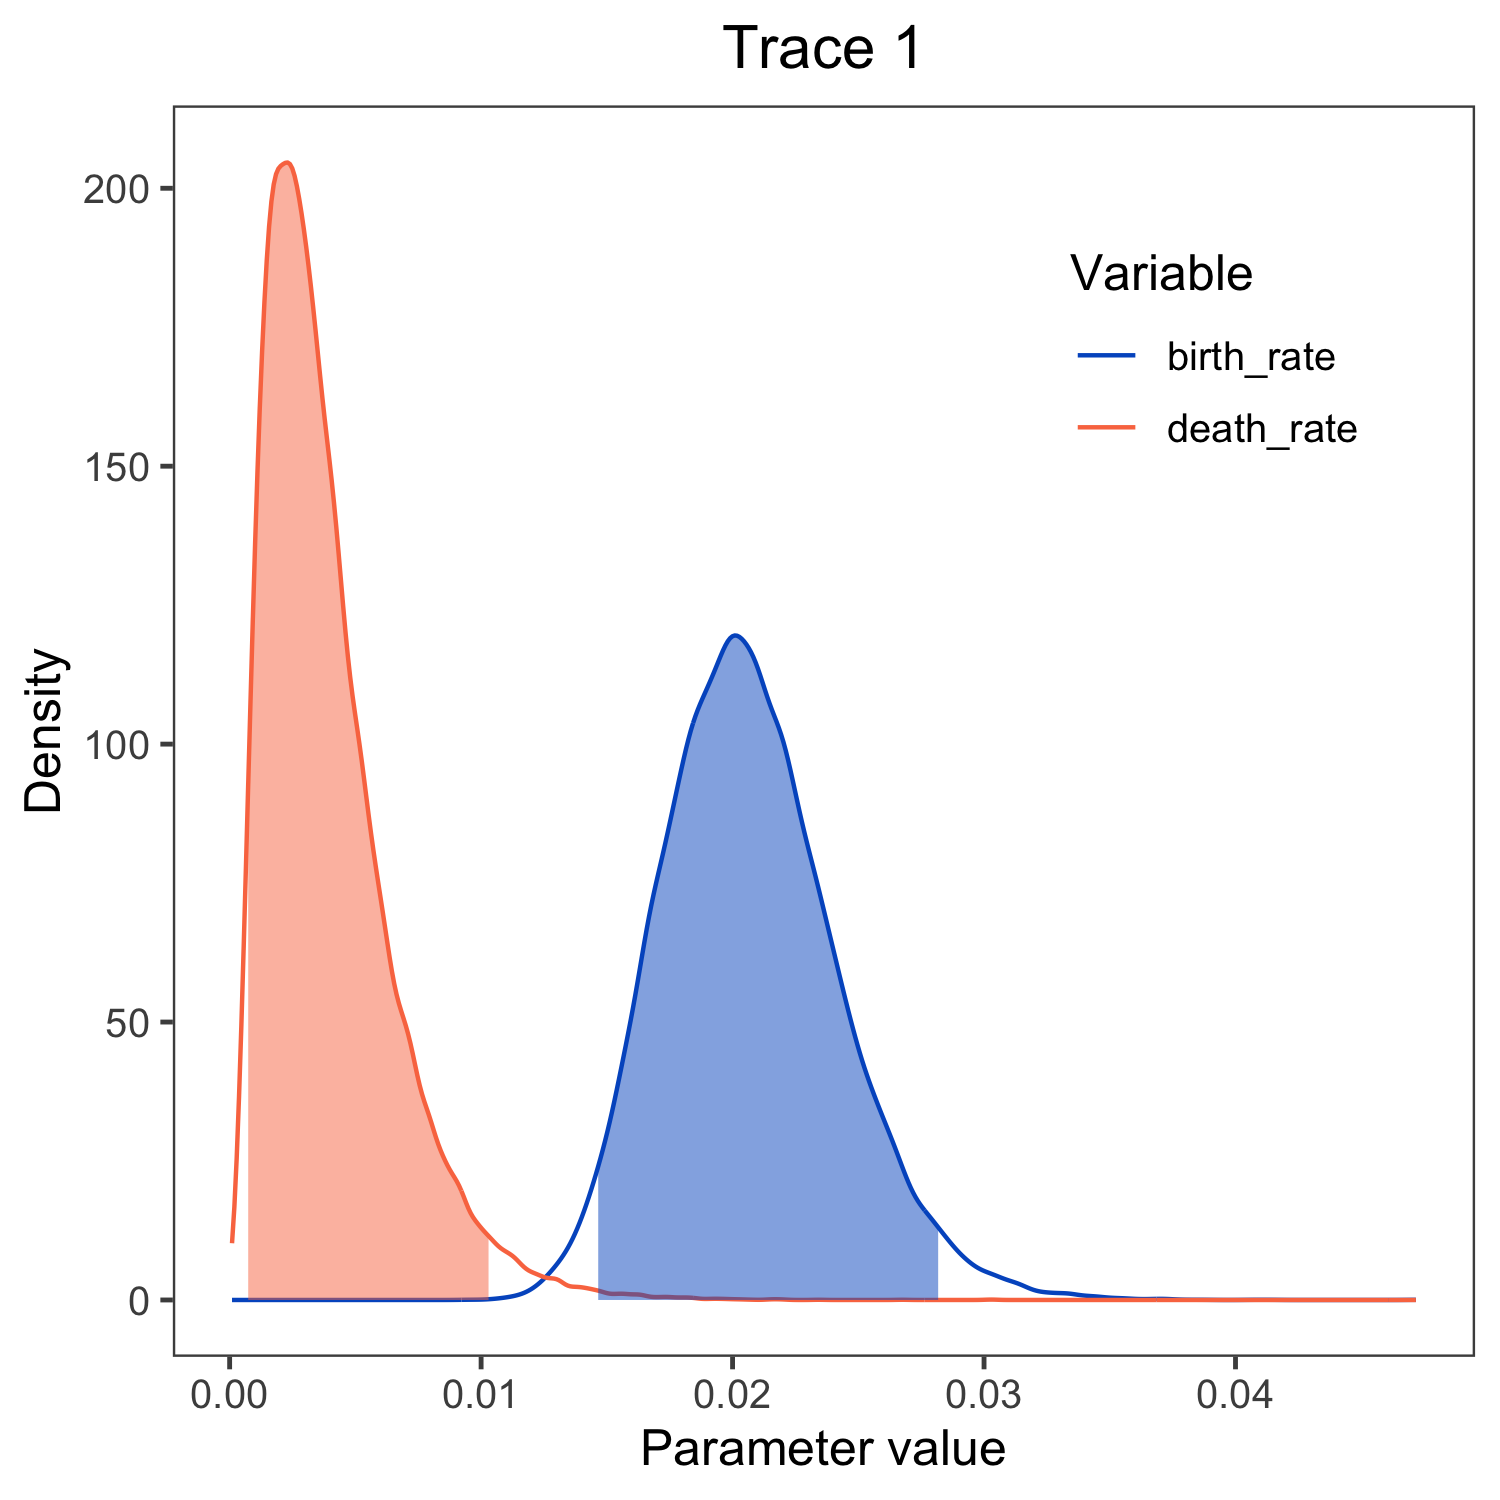 Trace 1
200
150
100
50
0
Density
Variable
birth_rate
death_rate
0.00 0.01 0.02 0.03 0.04
Parameter value